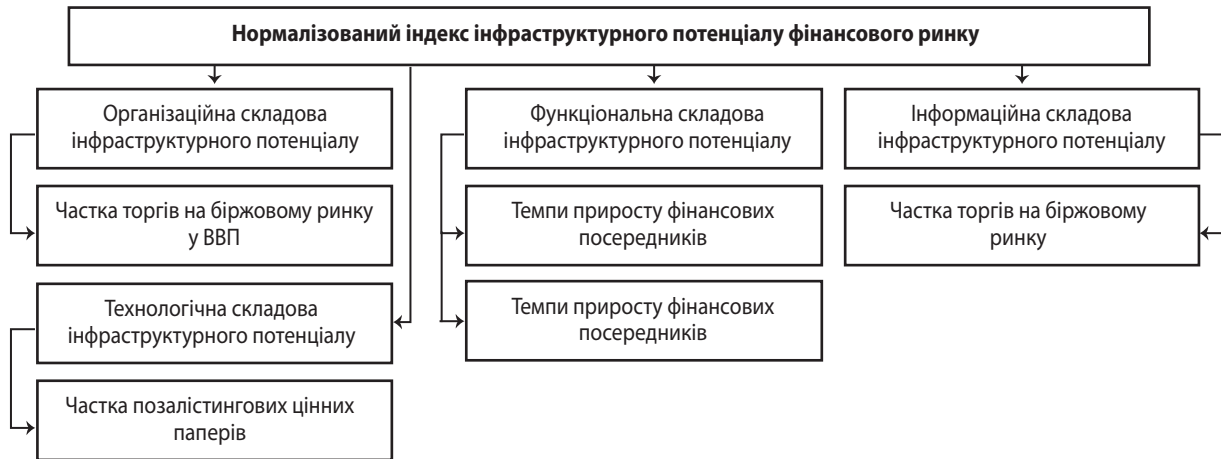 Нормалізований індекс інфраструктурного потенціалу фінансового ринку
Організаційна складова
інфраструктурного потенціалу
Частка торгів на біржовому ринку
у ВВП
Технологічна складова
інфраструктурного потенціалу
Частка позалістингових цінних
паперів
Функціональна складова
інфраструктурного потенціалу
Темпи приросту фінансових
посередників
Темпи приросту фінансових
посередників
Інформаційна складова
інфраструктурного потенціалу
Частка торгів на біржовому
ринку